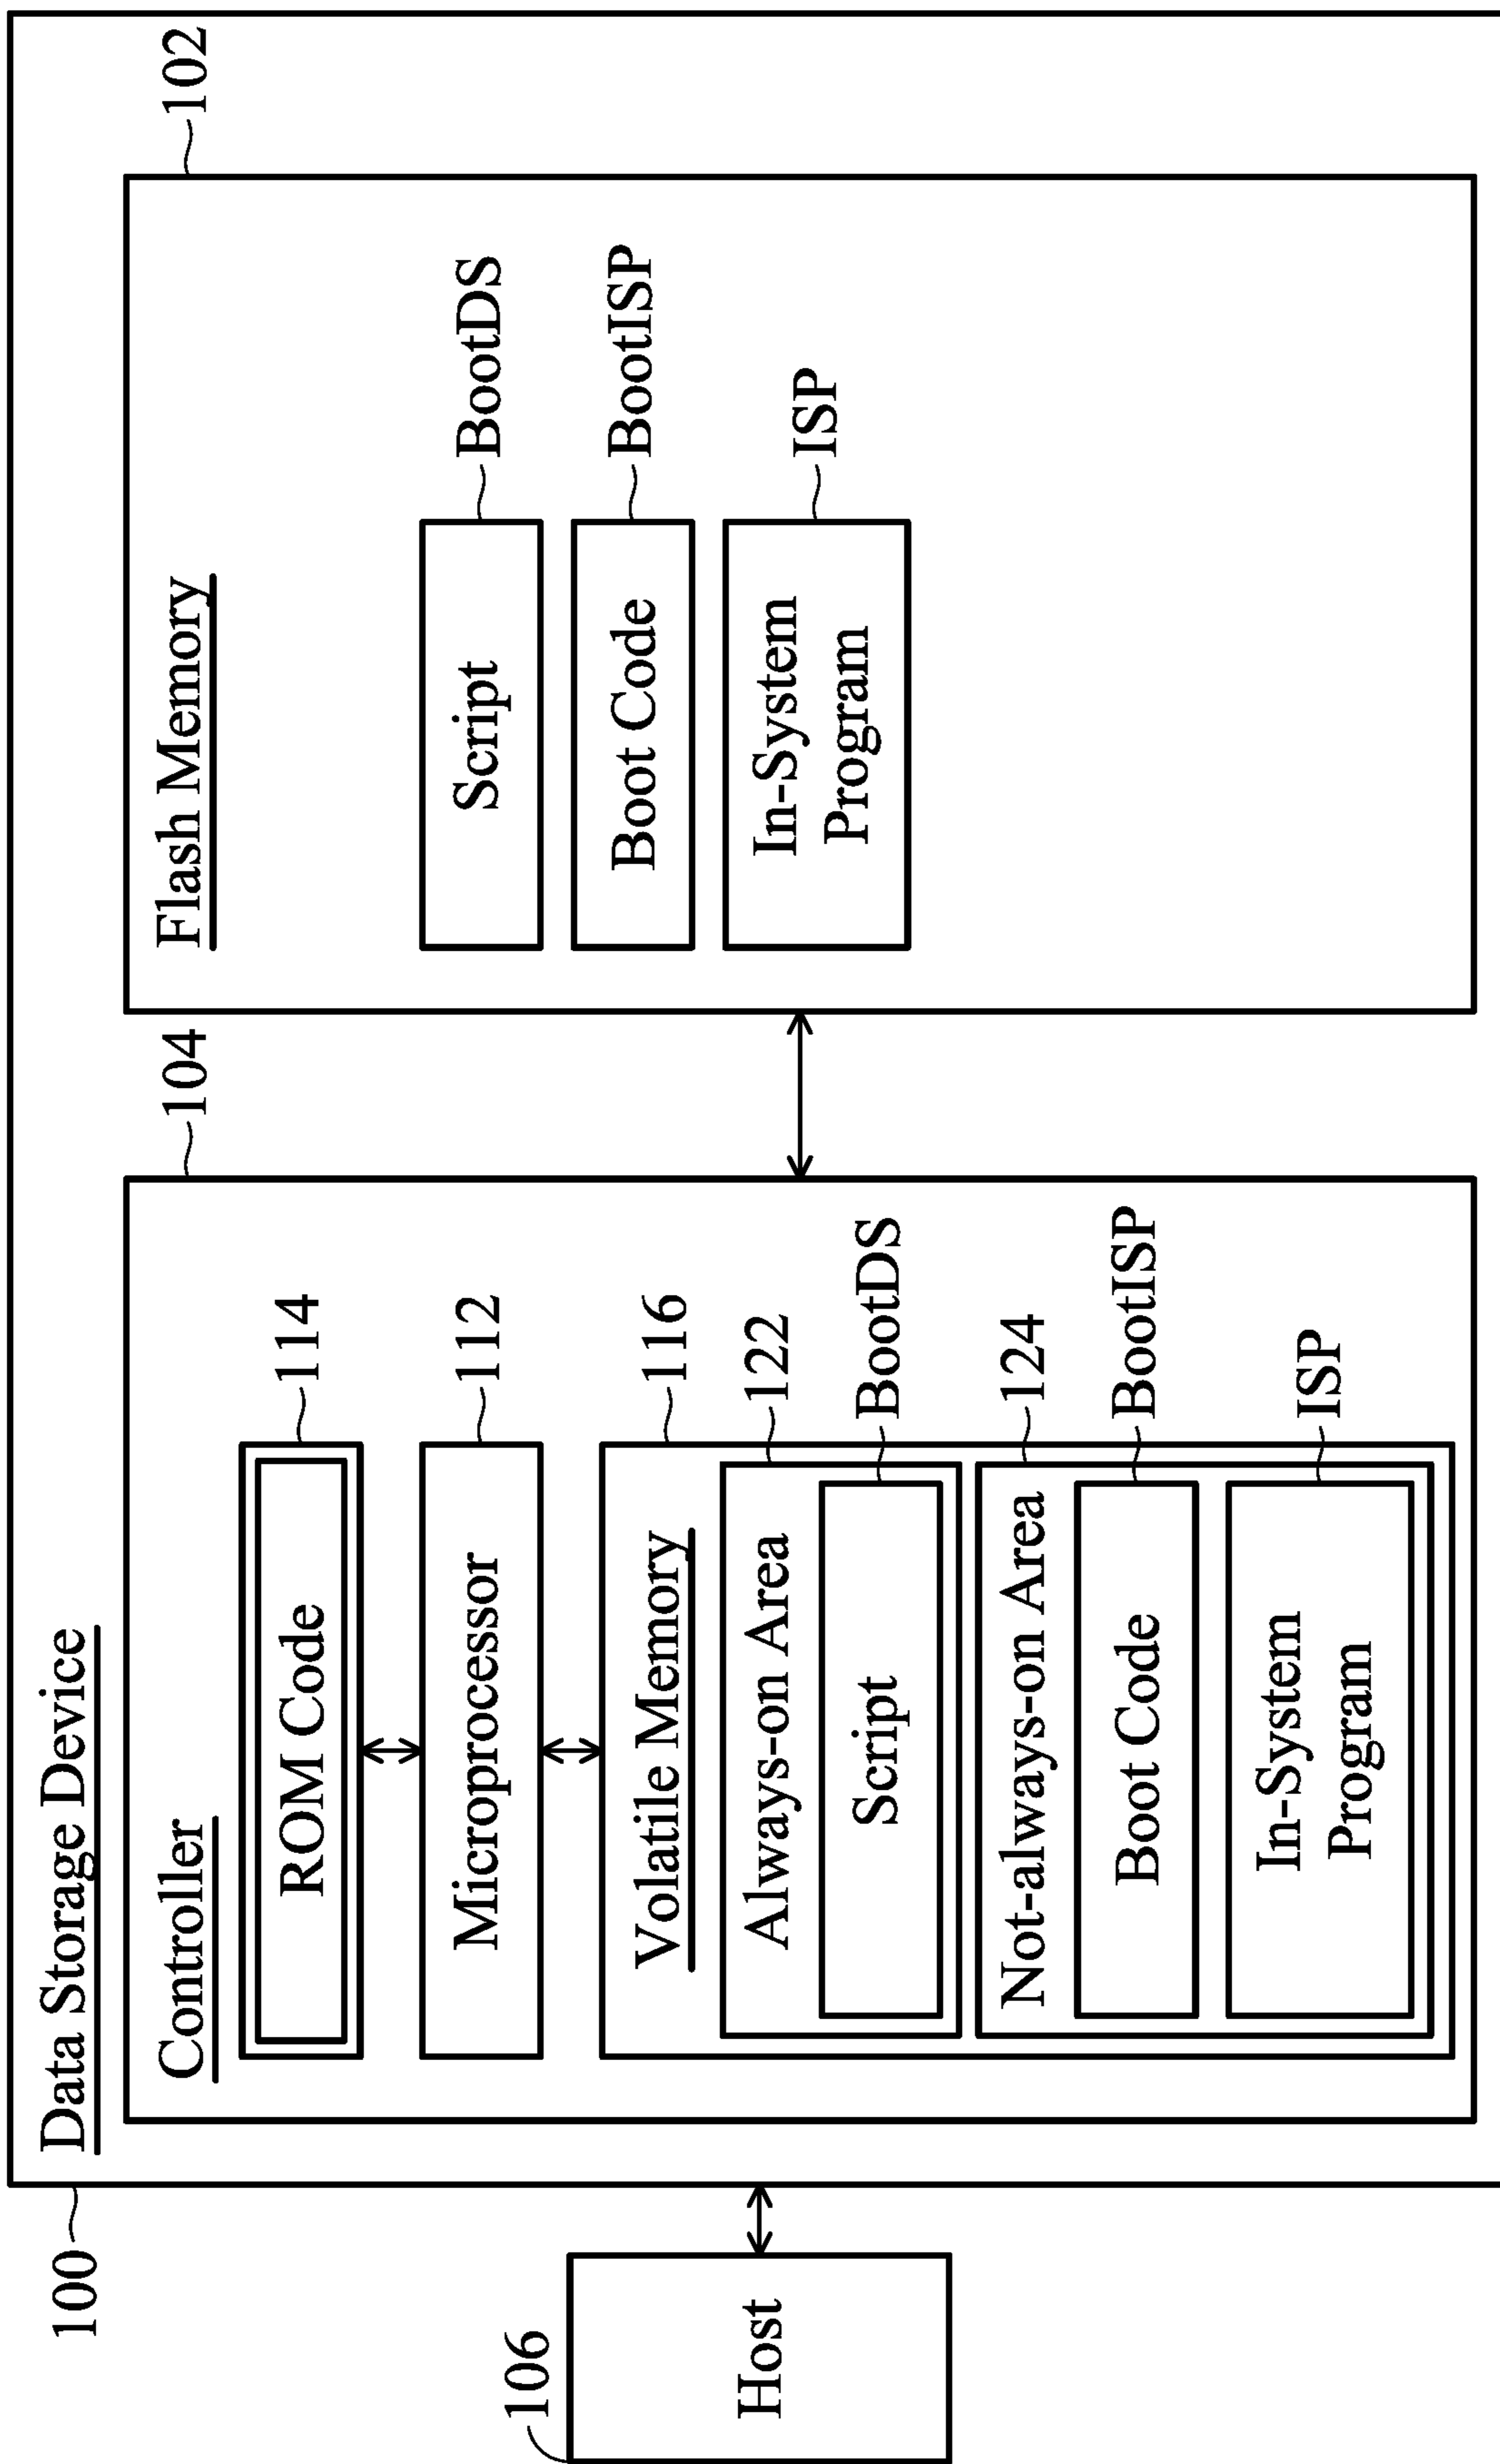 100
Data Storage Device
106
Host
Controller
104
ROM Code
114
Microprocessor
112
Volatile Memory
116
Always-on Area
122
Script
BootDS
Not-always-on Area
124
Boot Code
BootISP
In-System
Program
ISP
Flash Memory
102
Script
BootDS
Boot Code
BootISP
In-System
Program
ISP